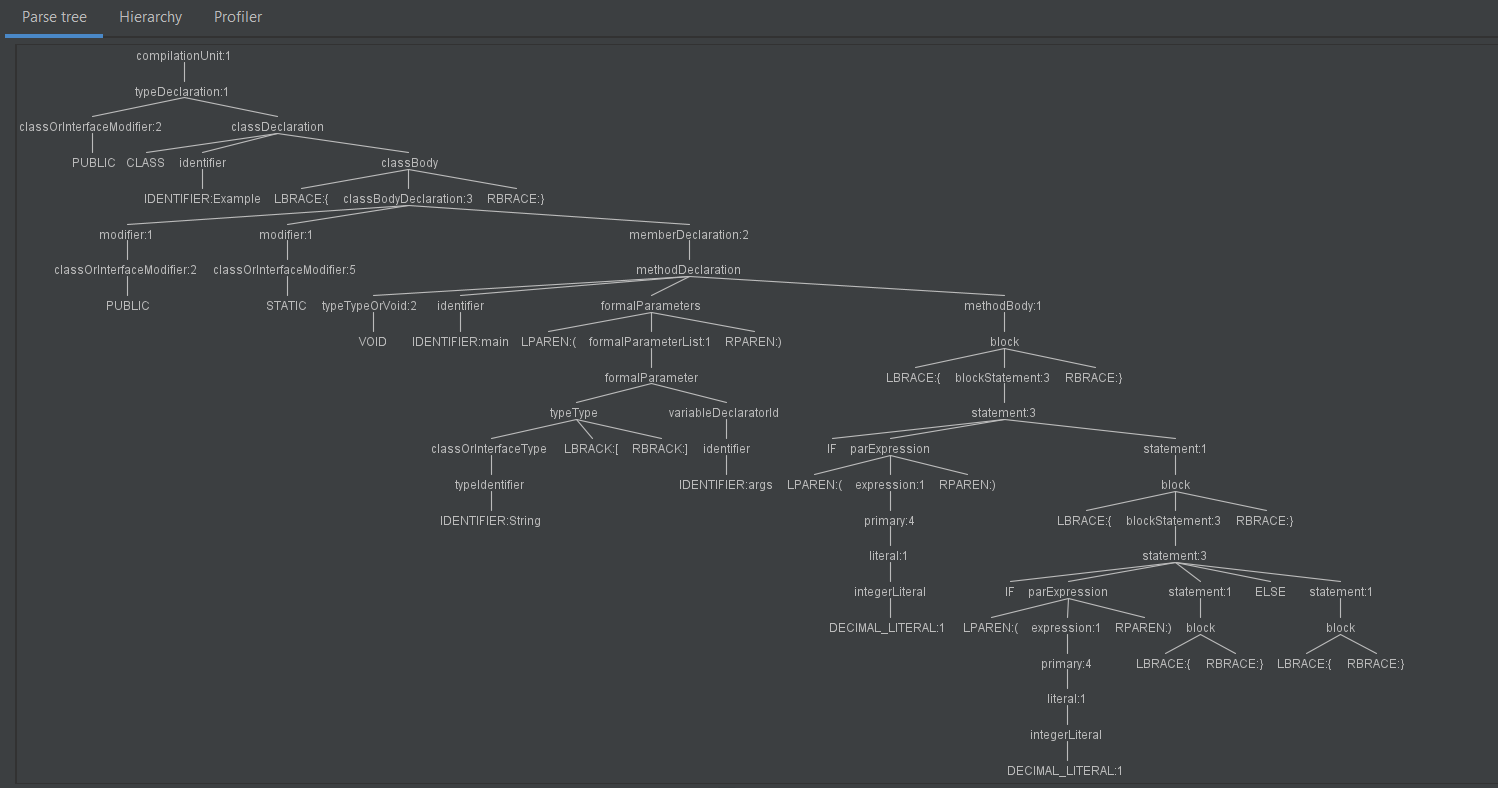 Parse tree Hierarchy Profiler
compilationUnit:1
typeDeclaration:1
classOrInterfaceModifier:2 classDeclaration
PUBLIC CLASS identifier classBody
IDENTIFIER:Example LBRACE:{ classBodyDeclaration:3 RBRACE:}
modifier:1 modifier:1 memberDeclaration:2
classOrInterfaceModifier:2 classOrInterfaceModifier:5 methodDeclaration
PUBLIC STATIC typeTypeOrVoid:2 identifier formalParameters methodBody:1
VOID IDENTIFIER:main LPAREN:( formalParameterList:1 RPAREN:) block
formalParameter LBRACE:{ blockStatement:3 RBRACE:}
typeType variableDeclaratorId statement:3
classOrInterfaceType LBRACK:[ RBRACK:] identifier IF parExpression statement:1
typeIdentifier IDENTIFIER:args LPAREN:( expression:1 RPAREN:) block
IDENTIFIER:String primary:4 LBRACE:{ blockStatement:3 RBRACE:}
literal:1 statement:3
integerLiteral IF parExpression statement:1 ELSE statement:1
DECIMAL_LITERAL:1 LPAREN:( expression:1 RPAREN:) block block
primary:4 LBRACE:{ RBRACE:} LBRACE:{ RBRACE:}
literal:1
integerLiteral
DECIMAL_LITERAL:1